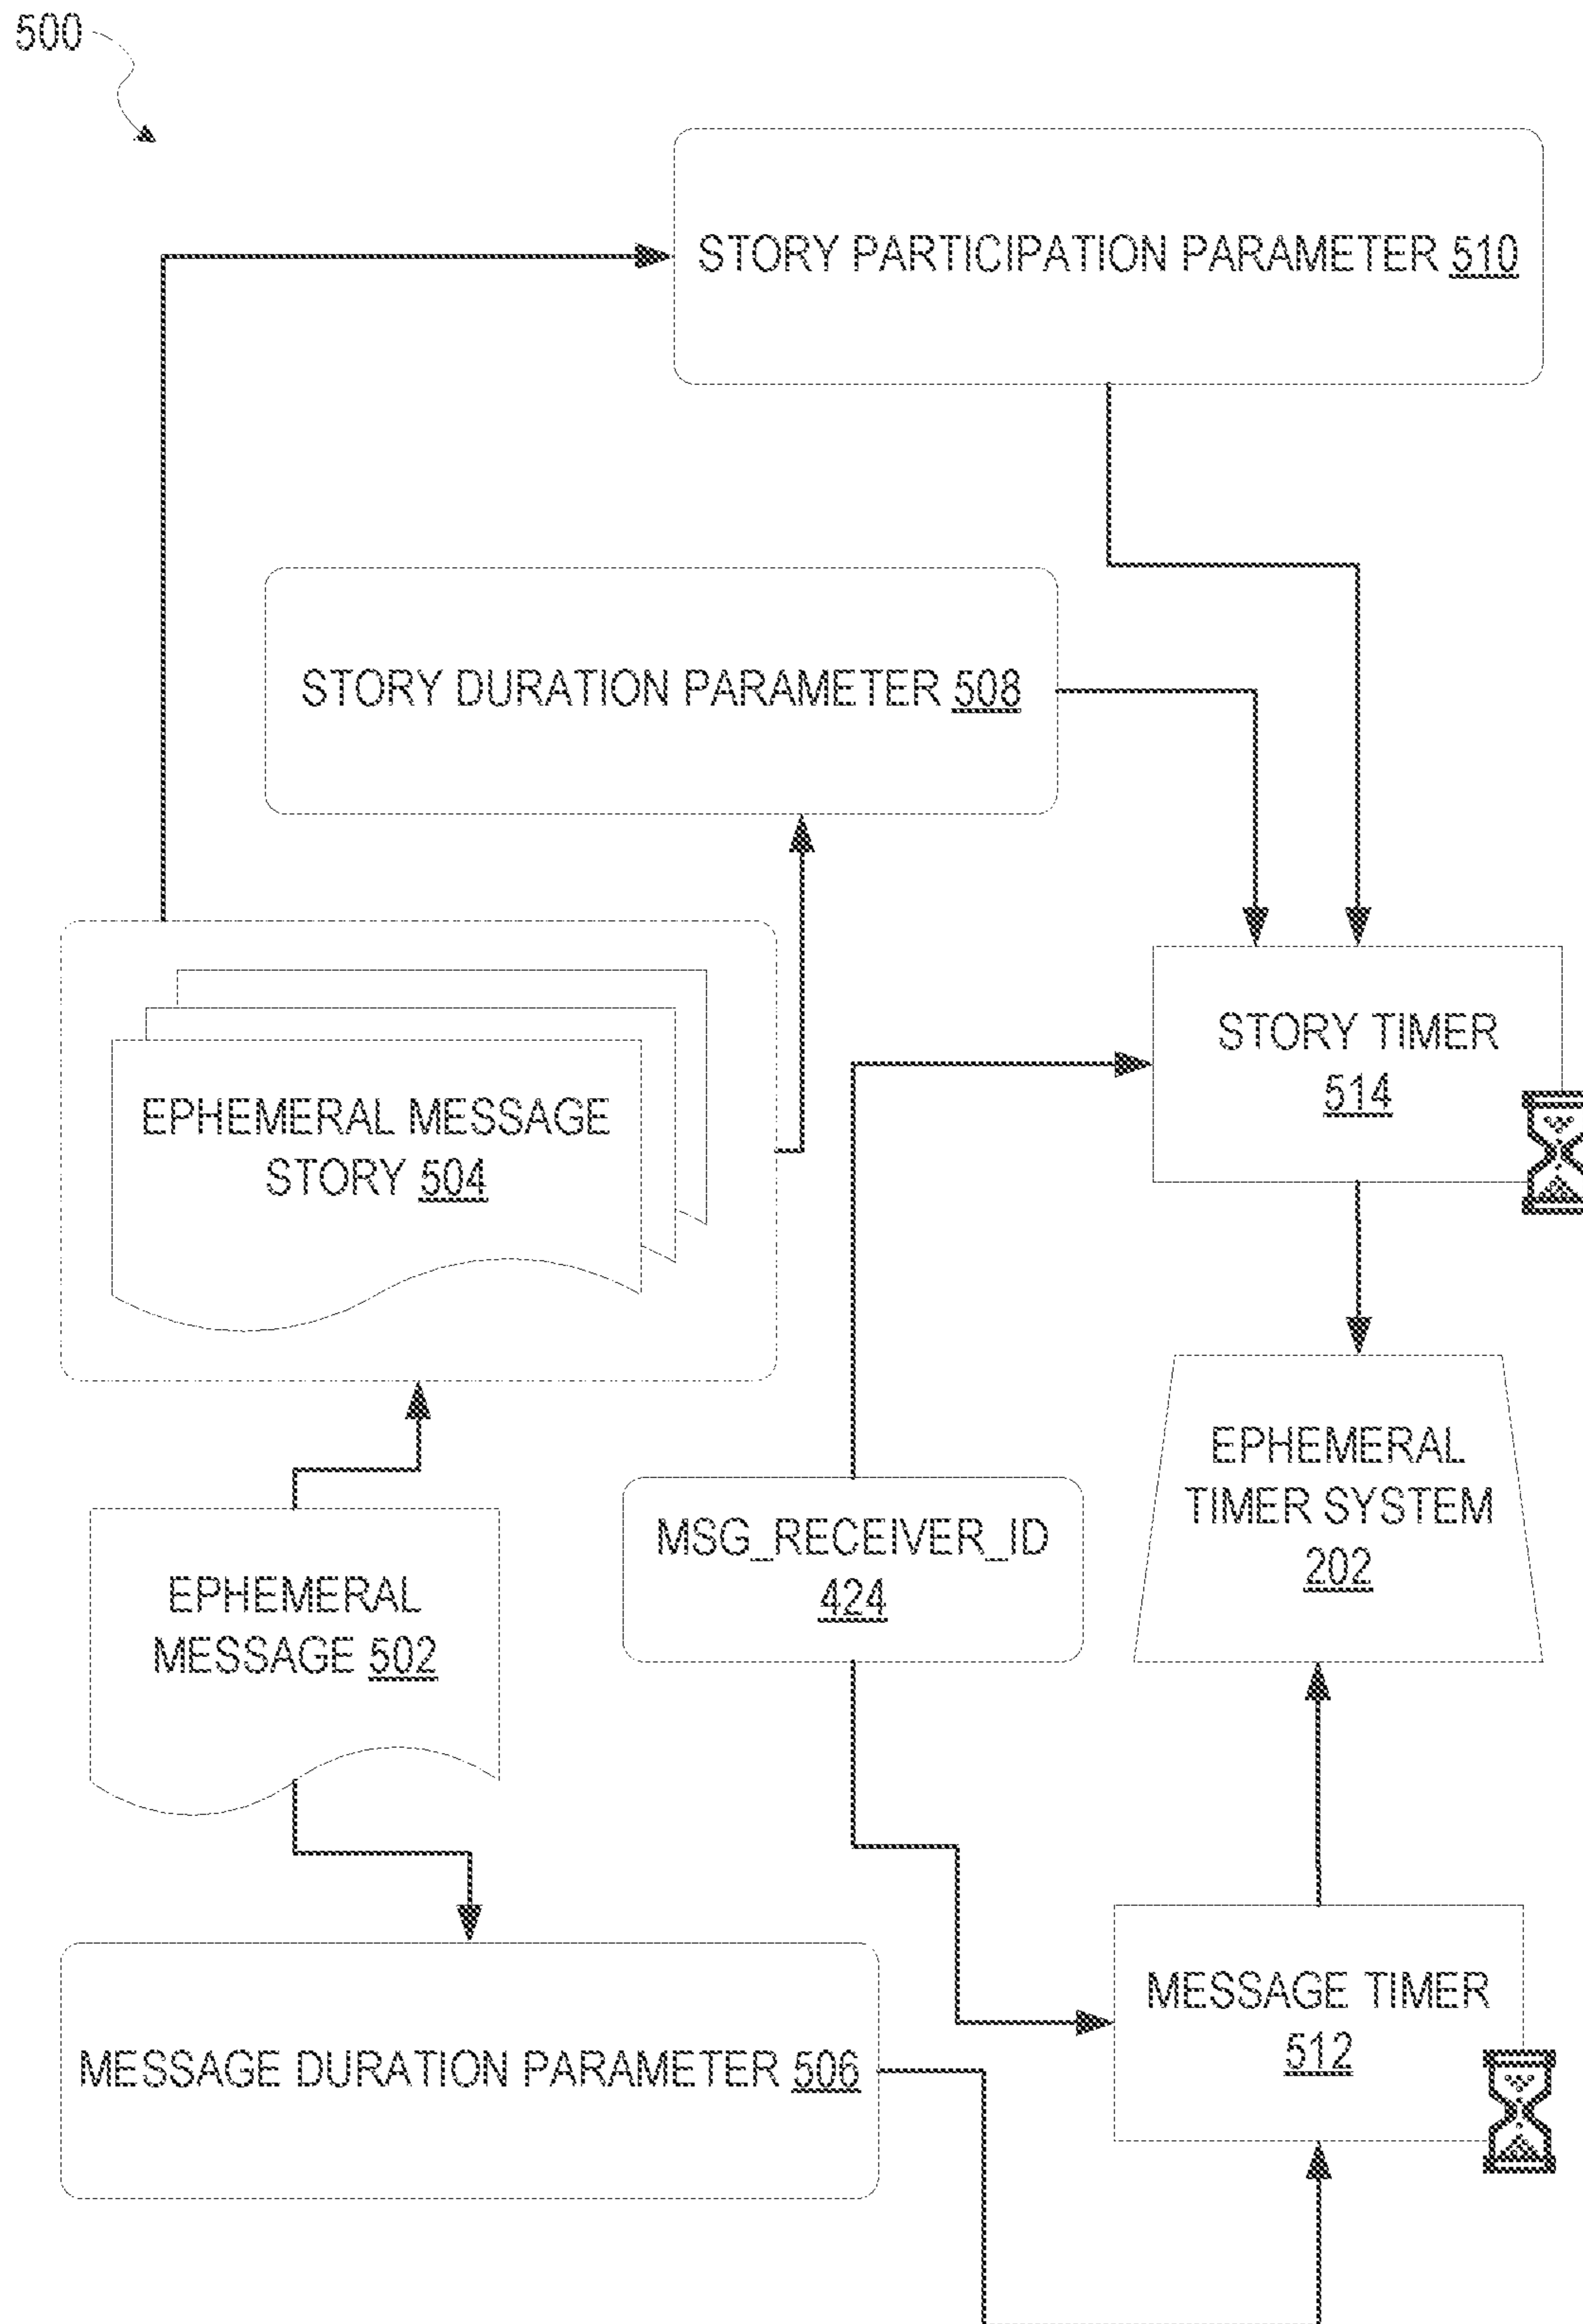 500
STORY PARTICIPATION PARAMETER 510
STORY DURATION PARAMETER 508
STORY TIMER
514
EPHEMERAL MESSAGE
STORY 504
EPHEMERAL
TIMER SYSTEM
202
MSG_RECEIVER_ID
424
EPHEMERAL
MESSAGE 502
MESSAGE TIMER
512
MESSAGE DURATION PARAMETER 506